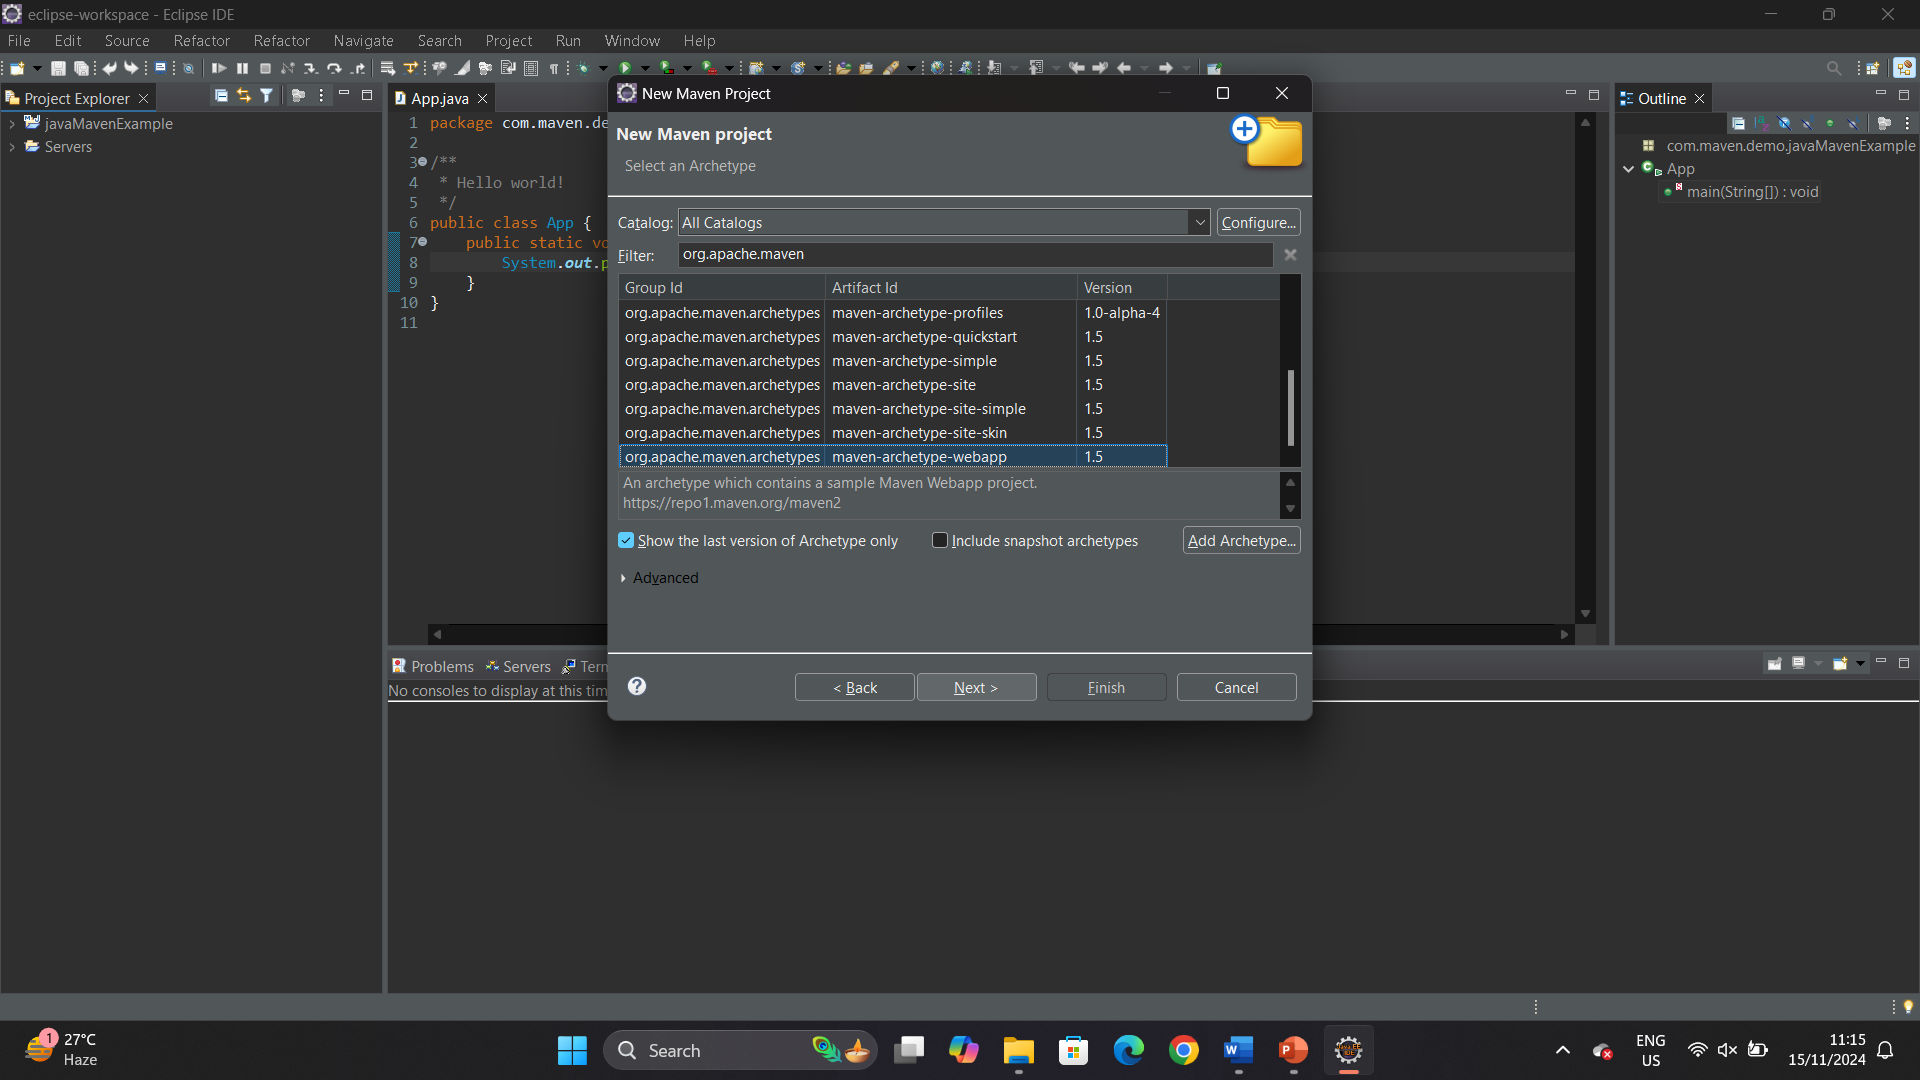 eclipse-workspace - Eclipse IDE
File Edit Source Refactor Refactor Navigate Search Project Run Window Help
Project Explorer
javaMavenExample
Servers
App.java
1 package com.maven.de
2
3 /**
4 * Hello world!
5 */
6 public class App {
7 public static vo
8 System.out.p
9 }
10 }
11
New Maven Project
New Maven project
Select an Archetype
Catalog: All Catalogs Configure...
Filter: org.apache.maven
Group Id Artifact Id Version
org.apache.maven.archetypes maven-archetype-profiles 1.0-alpha-4
org.apache.maven.archetypes maven-archetype-quickstart 1.5
org.apache.maven.archetypes maven-archetype-simple 1.5
org.apache.maven.archetypes maven-archetype-site 1.5
org.apache.maven.archetypes maven-archetype-site-simple 1.5
org.apache.maven.archetypes maven-archetype-site-skin 1.5
org.apache.maven.archetypes maven-archetype-webapp 1.5
An archetype which contains a sample Maven Webapp project.
https://repo1.maven.org/maven2
Show the last version of Archetype only Include snapshot archetypes Add Archetype...
Advanced
< Back Next > Finish Cancel
Outline
com.maven.demo.javaMavenExample
App
main(String[]) : void
Problems Servers Tern
No consoles to display at this tim
1 27°C
Haze
Search
ENG
US
11:15
15/11/2024